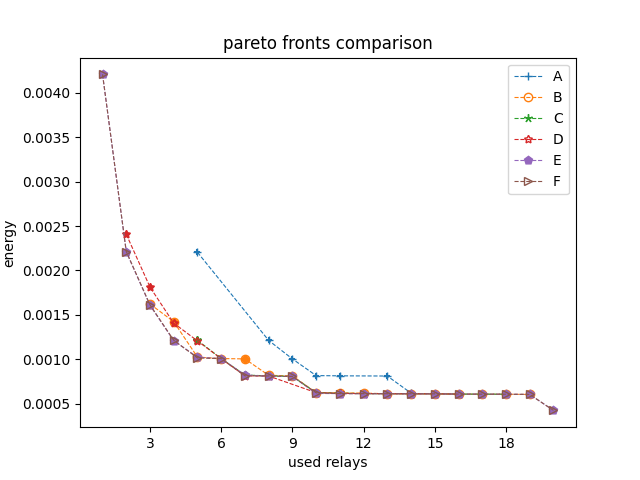 pareto fronts comparison
A
B
C
D
E
F
energy
0.0040
0.0035
0.0030
0.0025
0.0020
0.0015
0.0010
0.0005
3 6 9 12 15 18
used relays